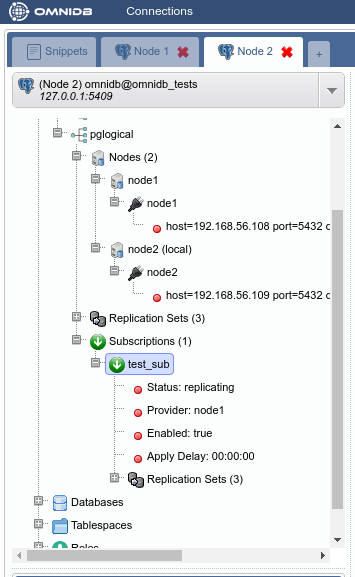 OMNIDB Connections
Snippets Node 1 Node 2 +
(Node 2) omnidb@omnidb_tests
127.0.0.1:5409
pglogical
Nodes (2)
node1
node1
host=192.168.56.108 port=5432
node2 (local)
node2
host=192.168.56.109 port=5432
Replication Sets (3)
Subscriptions (1)
test_sub
Status: replicating
Provider: node1
Enabled: true
Apply Delay: 00:00:00
Replication Sets (3)
Databases
Tablespaces
Roles